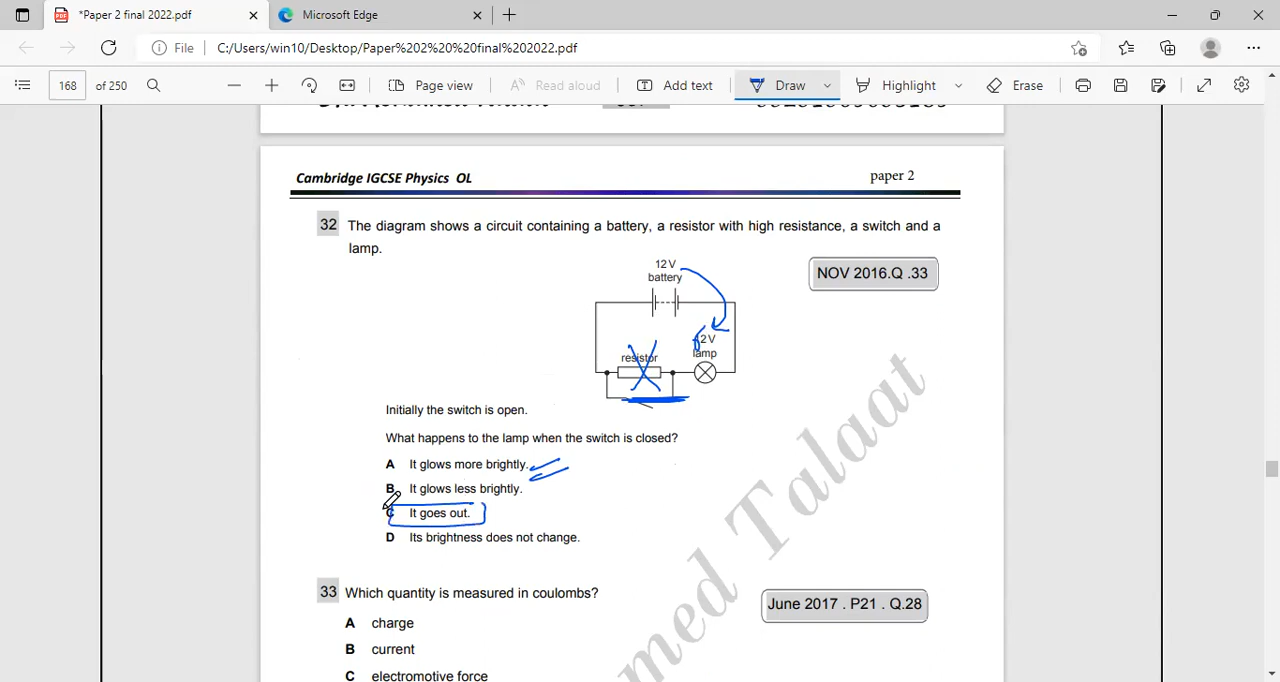 *Paper 2 final 2022.pdf
Microsoft Edge
File
C:/Users/win10/Desktop/Paper%202%20%20final%202022.pdf
168 of 250
Page view
Read aloud
Add text
Draw
Highlight
Erase
Cambridge IGCSE Physics OL
paper 2
32 The diagram shows a circuit containing a battery, a resistor with high resistance, a switch and a
lamp.
NOV 2016.Q .33
12 V
battery
resistor
12 V
lamp
Initially the switch is open.
What happens to the lamp when the switch is closed?
A It glows more brightly.
B It glows less brightly.
C It goes out.
D Its brightness does not change.
33 Which quantity is measured in coulombs?
June 2017 . P21 . Q.28
A charge
B current
C electromotive force
med Talaat